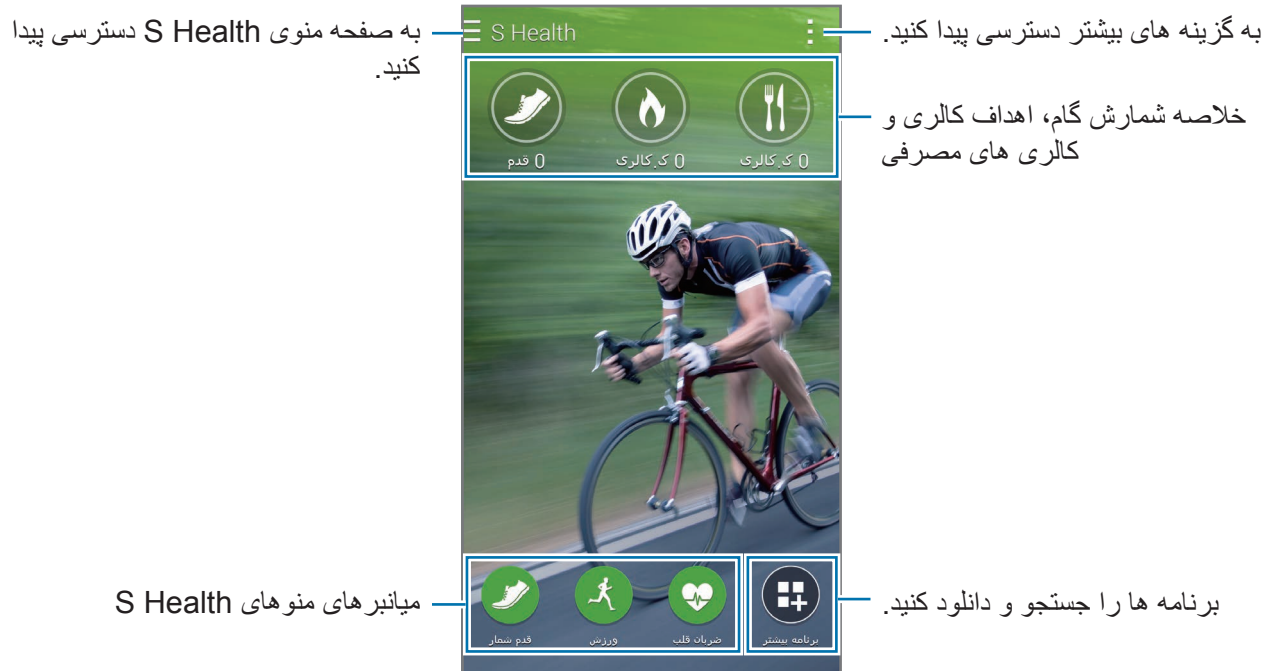 به گزینه های بیشتر دسترسی پیدا کنید.
S Health
به صفحه منوی S Health دسترسی پیدا
کنید.
خلاصه شمارش گام، اهداف کالری و
کالری های مصرفی
0 قدم
0 ک.کالری
0 ک.کالری
برنامه ها را جستجو و دانلود کنید.
برنامه بیشتر
ضربان قلب
ورزش
قدم شمار
میانبرهای منوهای S Health